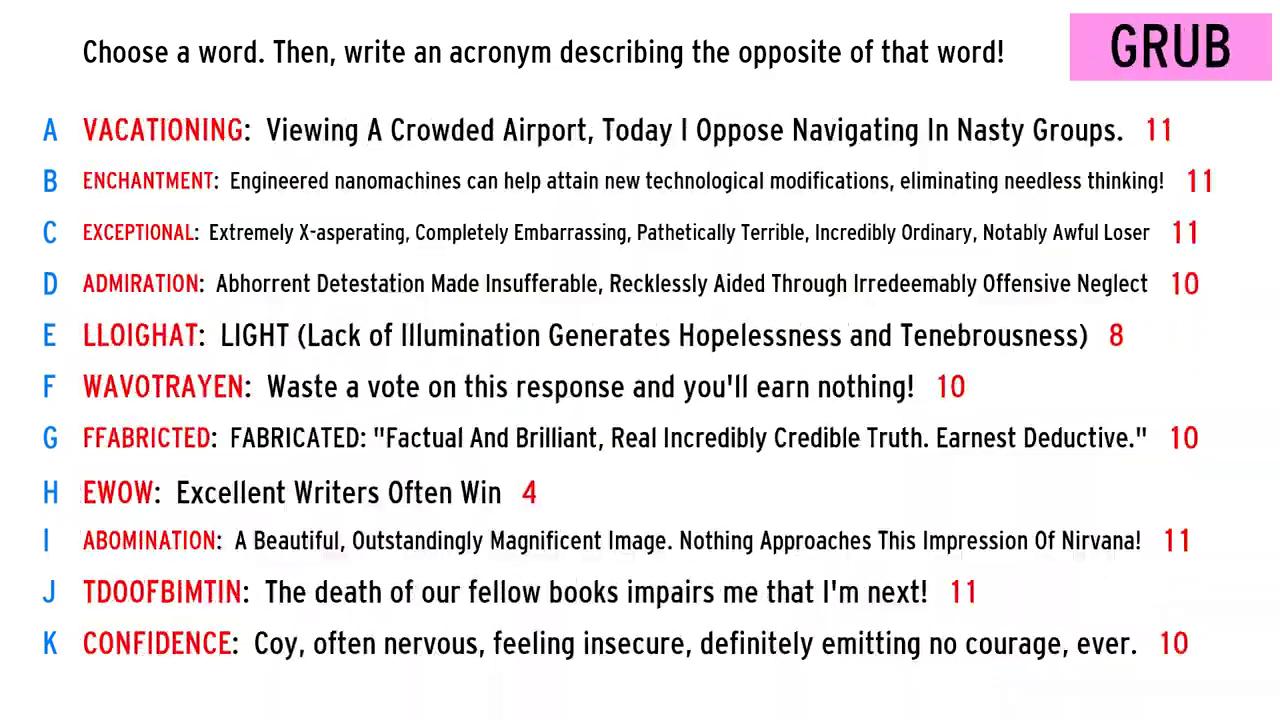 Choose a word. Then, write an acronym describing the opposite of that word!
GRUB
A VACATIONING: Viewing A Crowded Airport, Today I Oppose Navigating In Nasty Groups. 11
B ENCHANTMENT: Engineered nanomachines can help attain new technological modifications, eliminating needless thinking! 11
C EXCEPTIONAL: Extremely X-asperating, Completely Embarrassing, Pathetically Terrible, Incredibly Ordinary, Notably Awful Loser 11
D ADMIRATION: Abhorrent Detestation Made Insufferable, Recklessly Aided Through Irredeemably Offensive Neglect 10
E LLOIGHAT: LIGHT (Lack of Illumination Generates Hopelessness and Tenebrousness) 8
F WAVOTRAYEN: Waste a vote on this response and you'll earn nothing! 10
G FFABRICTED: FABRICATED: "Factual And Brilliant, Real Incredibly Credible Truth. Earnest Deductive." 10
H EWOW: Excellent Writers Often Win 4
I ABOMINATION: A Beautiful, Outstandingly Magnificent Image. Nothing Approaches This Impression Of Nirvana! 11
J TDOOFBIMTIN: The death of our fellow books impairs me that I'm next! 11
K CONFIDENCE: Coy, often nervous, feeling insecure, definitely emitting no courage, ever. 10